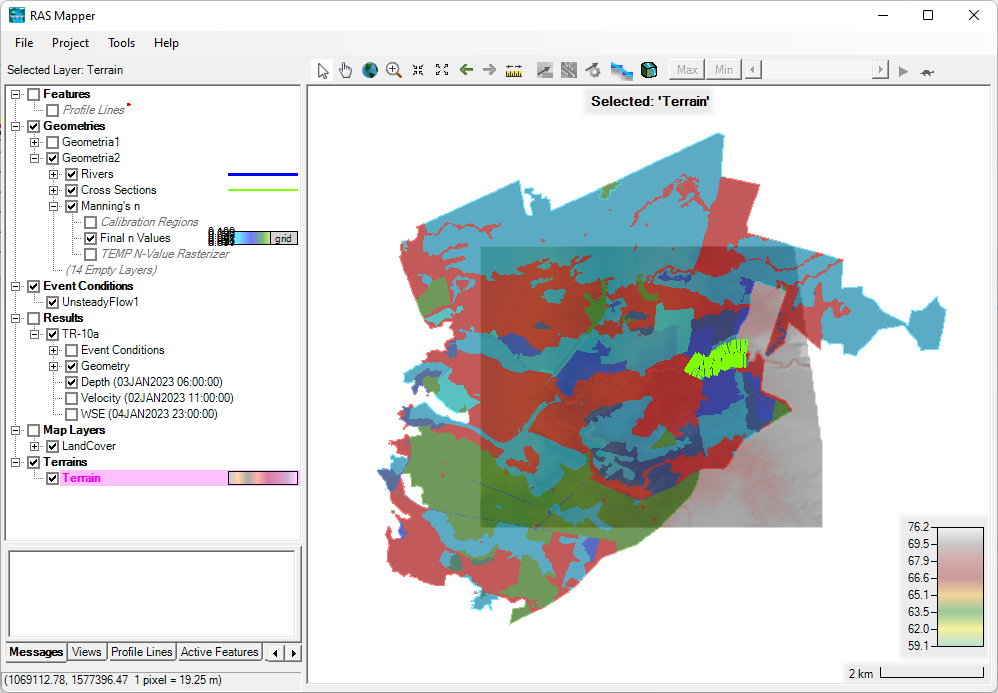 RAS Mapper
File Project Tools Help
Selected Layer: Terrain
Max Min
Features
Profile Lines
Geometries
Geometria1
Geometria2
Rivers
Cross Sections
Manning's n
Calibration Regions
Final n Values grid
TEMP N-Value Rasterizer
(14 Empty Layers)
Event Conditions
UnsteadyFlow1
Results
TR-10a
Event Conditions
Geometry
Depth (03JAN2023 06:00:00)
Velocity (02JAN2023 11:00:00)
WSE (04JAN2023 23:00:00)
Map Layers
LandCover
Terrains
Terrain
Messages Views Profile Lines Active Features
(1069112.78, 1577396.47 1 pixel = 19.25 m)
Selected: 'Terrain'
76.2
69.5
67.9
66.6
65.1
63.5
62.0
59.1
2 km